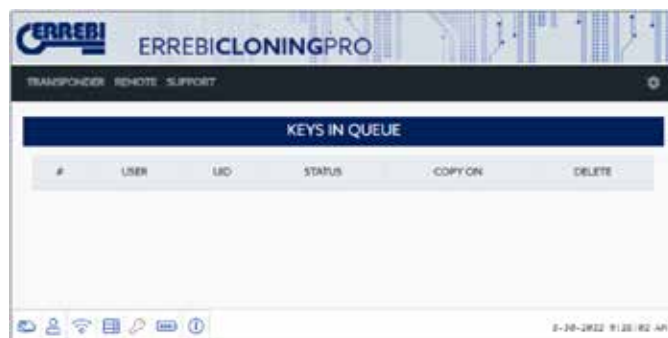 ERREBI
ERREBICLONINGPRO
TRANSPONDER REMOTE SUPPORT
KEYS IN QUEUE
# USER UID STATUS COPY ON DELETE